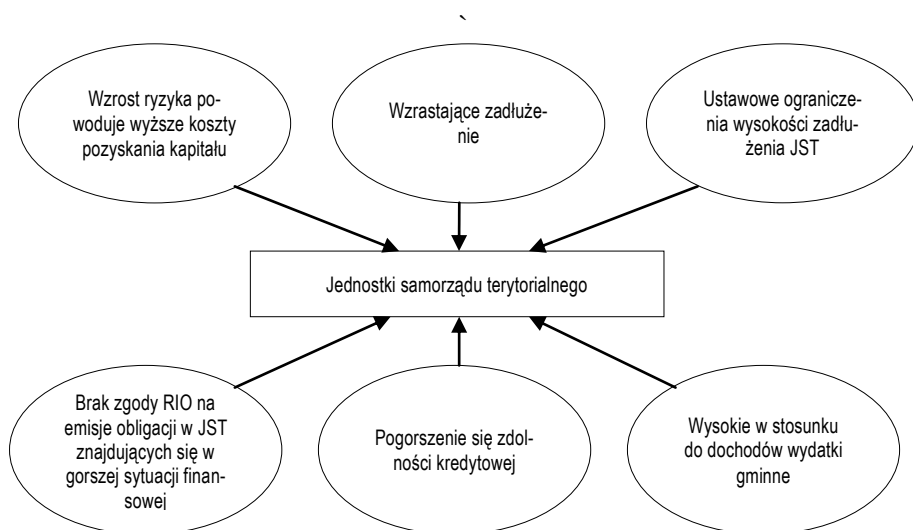 `
Wzrost ryzyka po-
woduje wyższe koszty
pozyskania kapitału
Wzrastające zadłuże-
nie
Ustawowe ogranicze-
nia wysokości zadłu-
żenia JST
Jednostki samorządu terytorialnego
Brak zgody RIO na
emisje obligacji w JST
znajdujących się w
gorszej sytuacji finan-
sowej
Pogorszenie się zdol-
ności kredytowej
Wysokie w stosunku
do dochodów wydatki
gminne